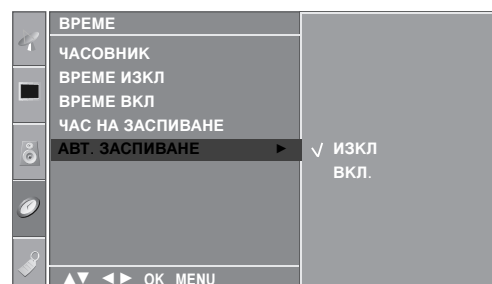 ВРЕМЕ
ЧАСОВНИК
ВРЕМЕ ИЗКЛ
ВРЕМЕ ВКЛ
ЧАС НА ЗАСПИВАНЕ
АВТ. ЗАСПИВАНЕ ► √ ИЗКЛ
ВКЛ.
▲▼ ◄► OK MENU